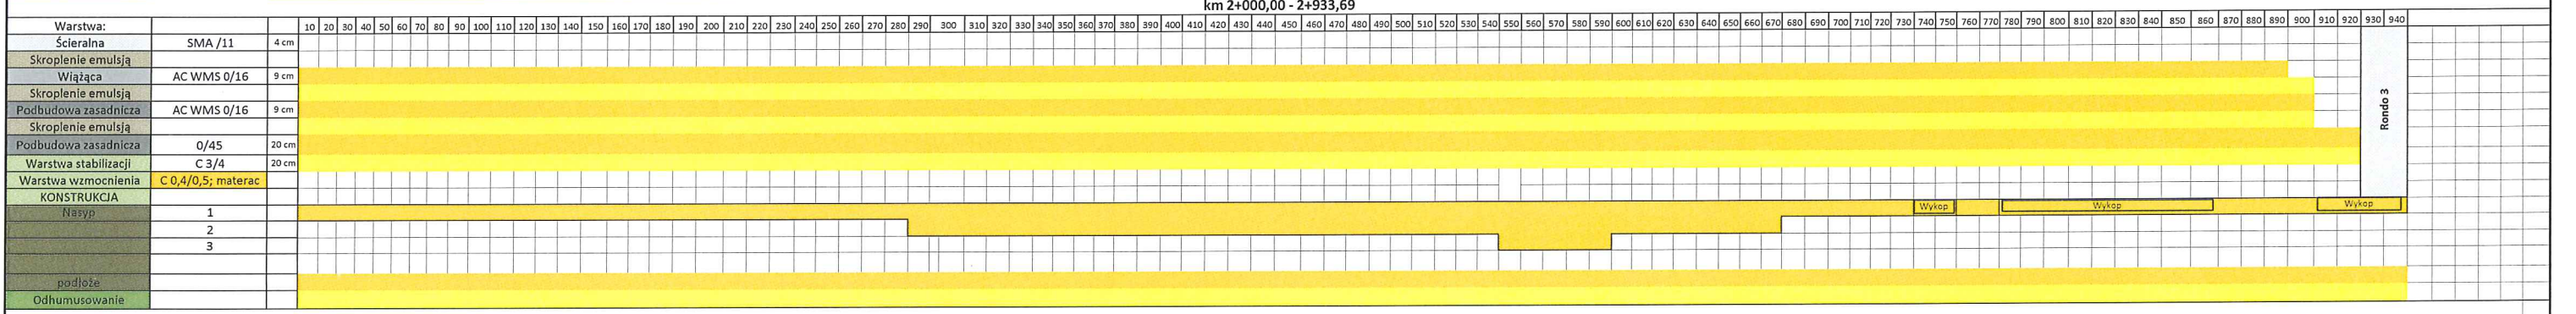 km 2+000,00 - 2+933,69
Warstwa: 10 20 30 40 50 60 70 80 90 100 110 120 130 140 150 160 170 180 190 200 210 220 230 240 250 260 270 280 290 300 310 320 330 340 350 360 370 380 390 400 410 420 430 440 450 460 470 480 490 500 510 520 530 540 550 560 570 580 590 600 610 620 630 640 650 660 670 680 690 700 710 720 730 740 750 760 770 780 790 800 810 820 830 840 850 860 870 880 890 900 910 920 930 940
Ścieralna SMA /11 4 cm
Skroplenie emulsją
Wiążąca AC WMS 0/16 9 cm
Skroplenie emulsją
Podbudowa zasadnicza AC WMS 0/16 9 cm
Skroplenie emulsją
Podbudowa zasadnicza 0/45 20 cm
Warstwa stabilizacji C 3/4 20 cm
Warstwa wzmocnienia C 0,4/0,5; materac
KONSTRUKCJA
Nasyp 1 Wykop Wykop Wykop
2
3
podłoże
Odhumusowanie
Rondo 3